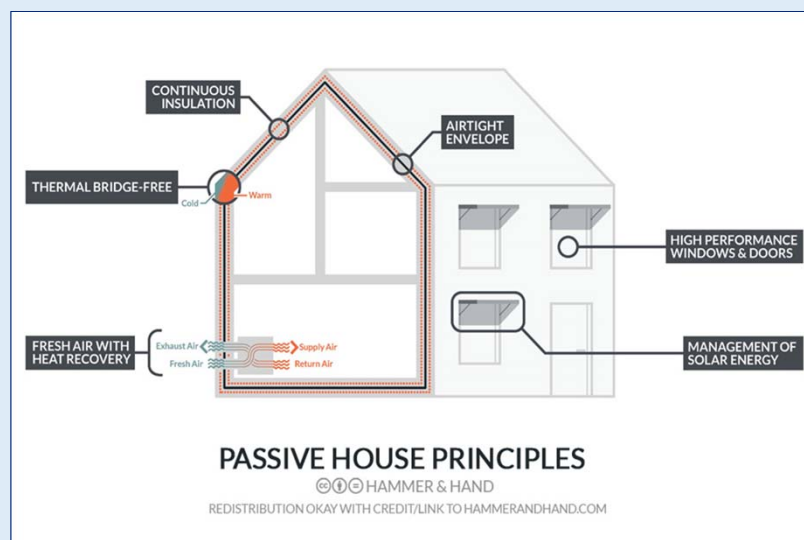 CONTINUOUS
INSULATION
AIRTIGHT
ENVELOPE
THERMAL BRIDGE-FREE
Cold
Warm
HIGH PERFORMANCE
WINDOWS & DOORS
FRESH AIR WITH
HEAT RECOVERY
Exhaust Air
Supply Air
Fresh Air
Return Air
MANAGEMENT OF
SOLAR ENERGY
PASSIVE HOUSE PRINCIPLES
cc HAMMER & HAND
REDISTRIBUTION OKAY WITH CREDIT/LINK TO HAMMERANDHAND.COM